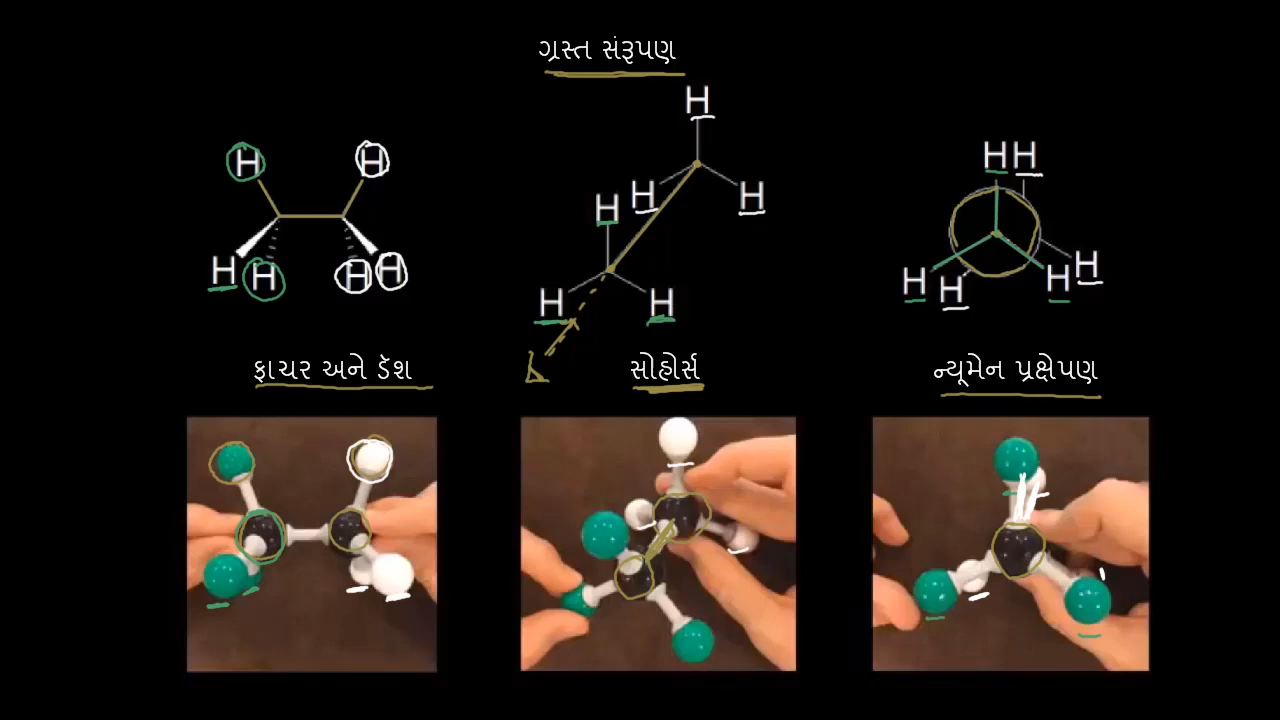 ગ્રસ્ત સંરૂપણ
H
H H H H H
H H H
H H H H
H H H H H
H H
ફાચર અને ડૅશ સોહોર્સ ન્યૂમેન પ્રક્ષેપણ